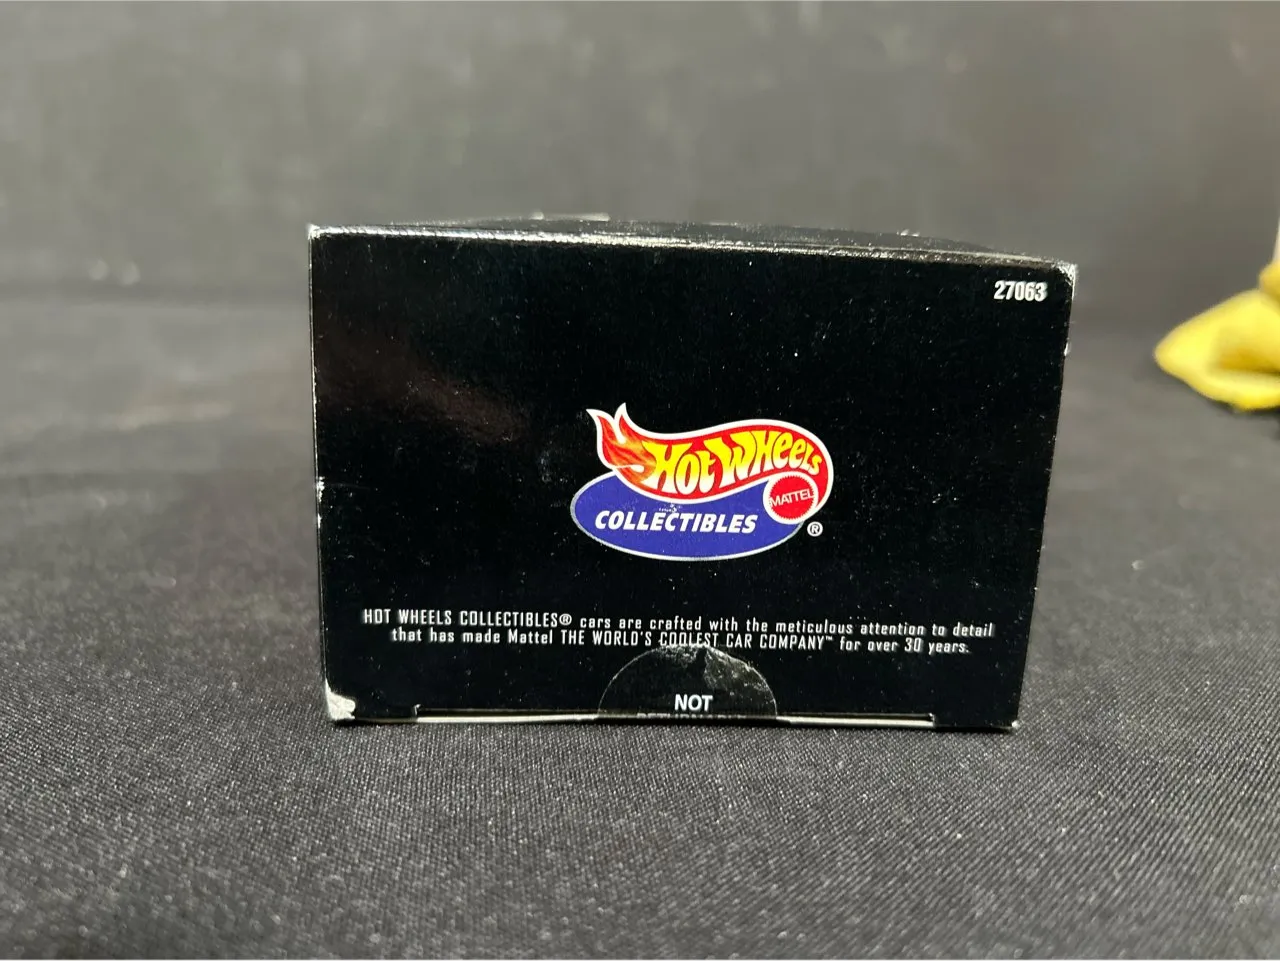 27063
HOT WHEELS
MATTEL
COLLECTIBLES ®
HOT WHEELS COLLECTIBLES® cars are crafted with the meticulous attention to detail
that has made Mattel THE WORLD'S COOLEST CAR COMPANY™ for over 30 years.
NOT